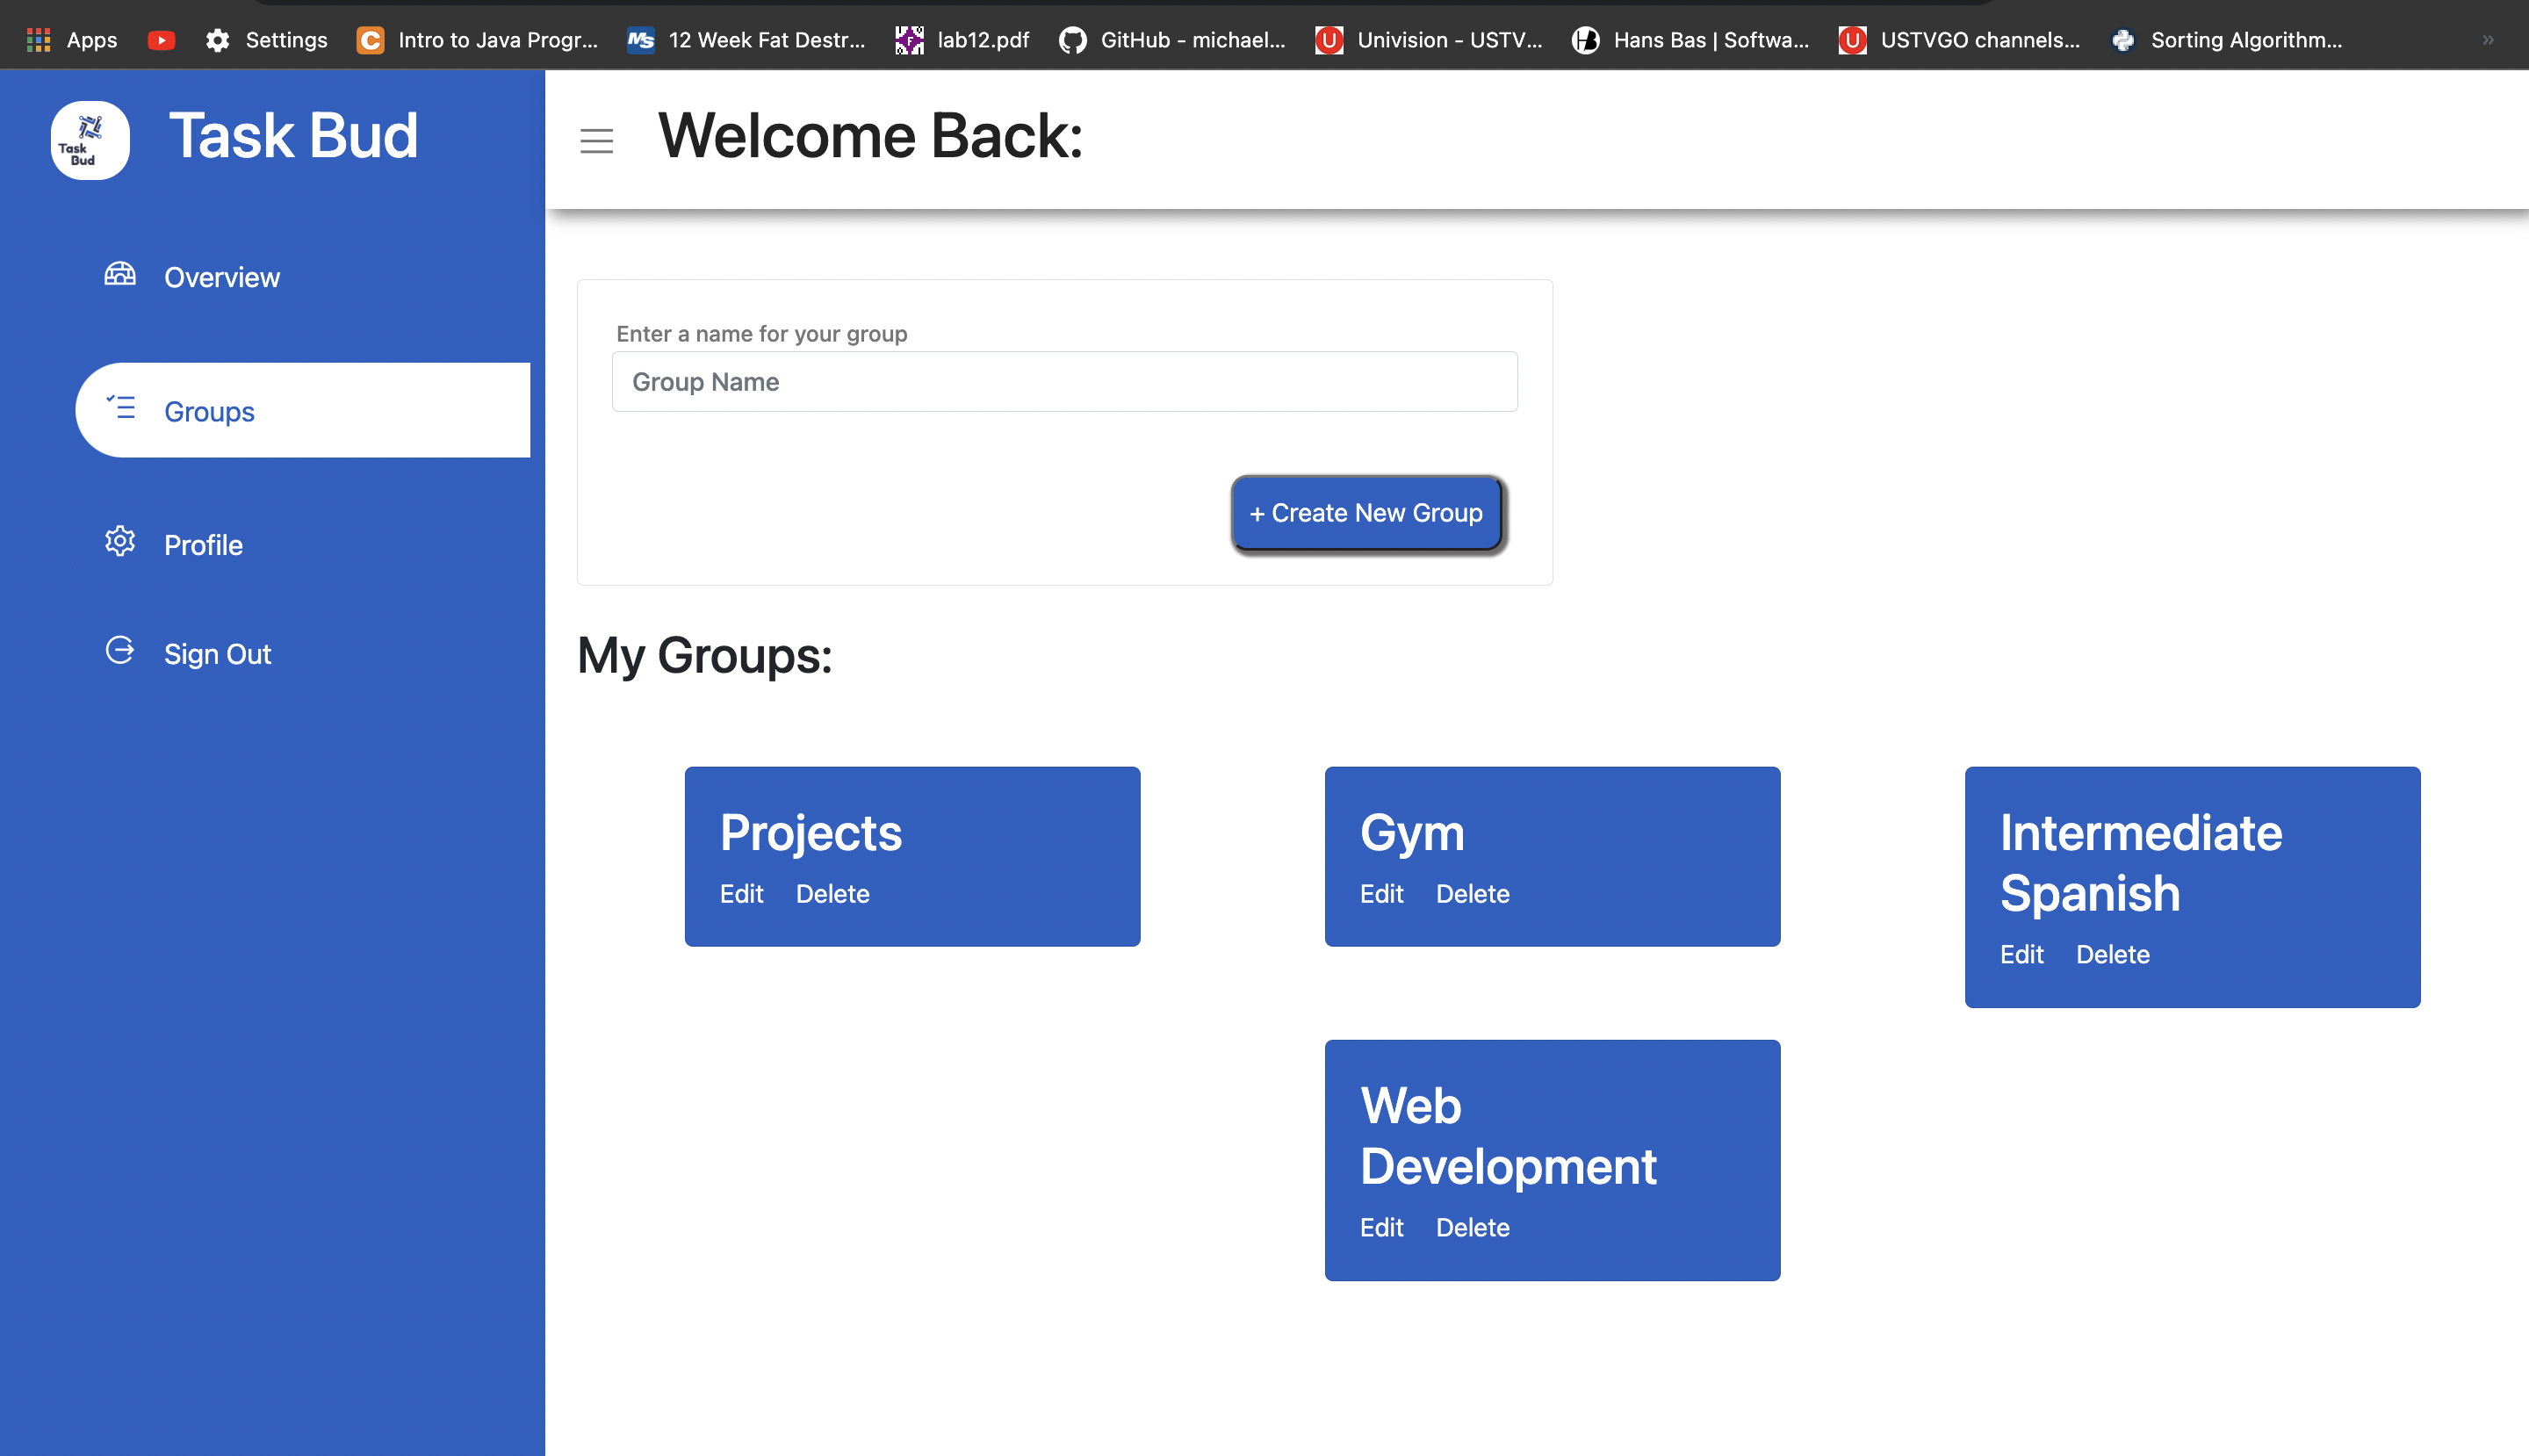 Apps Settings Intro to Java Progr... 12 Week Fat Destr... lab12.pdf GitHub - michael... Univision - USTV... Hans Bas | Softwa... USTVGO channels... Sorting Algorithm... »
Task Bud
Task Bud
Welcome Back:
Overview
Groups
Profile
Sign Out
Enter a name for your group
Group Name
+ Create New Group
My Groups:
Projects
Edit Delete
Gym
Edit Delete
Intermediate
Spanish
Edit Delete
Web
Development
Edit Delete